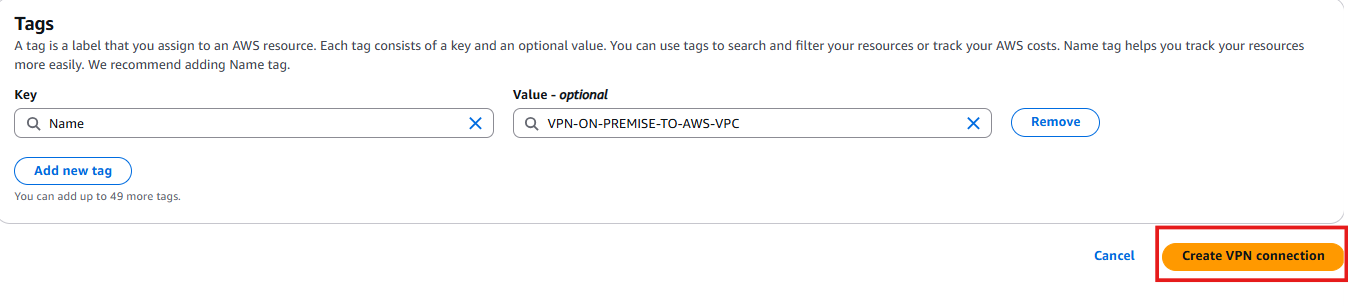 Tags
A tag is a label that you assign to an AWS resource. Each tag consists of a key and an optional value. You can use tags to search and filter your resources or track your AWS costs. Name tag helps you track your resources
more easily. We recommend adding Name tag.
Key
Value - optional
Name
VPN-ON-PREMISE-TO-AWS-VPC
Remove
Add new tag
You can add up to 49 more tags.
Cancel
Create VPN connection